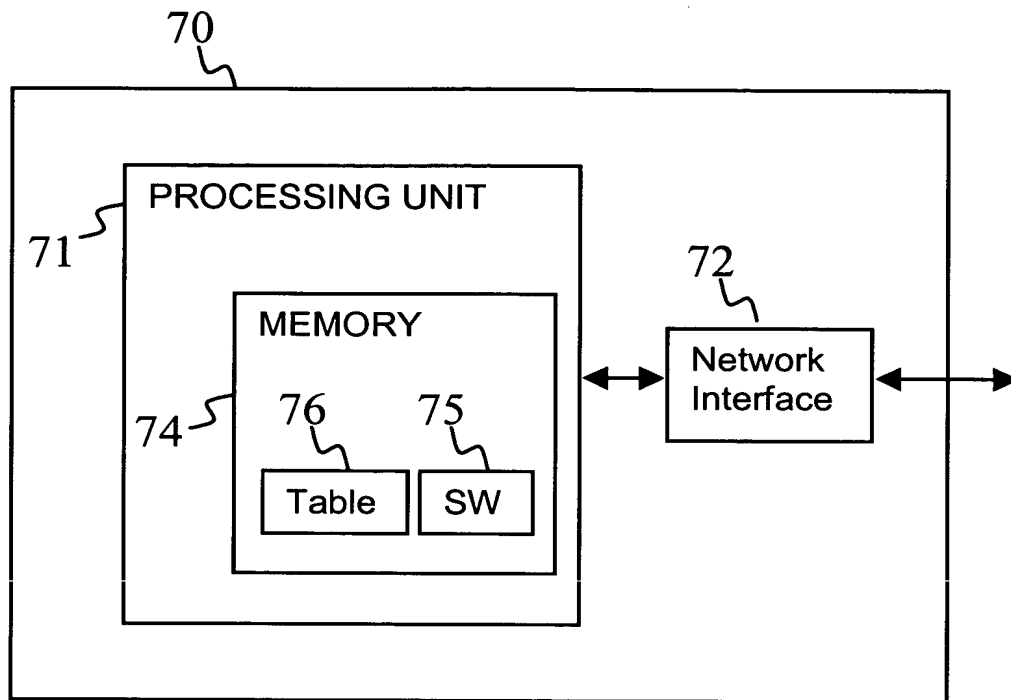 70
PROCESSING UNIT
71
72
MEMORY
Network
Interface
74
76
75
Table
SW